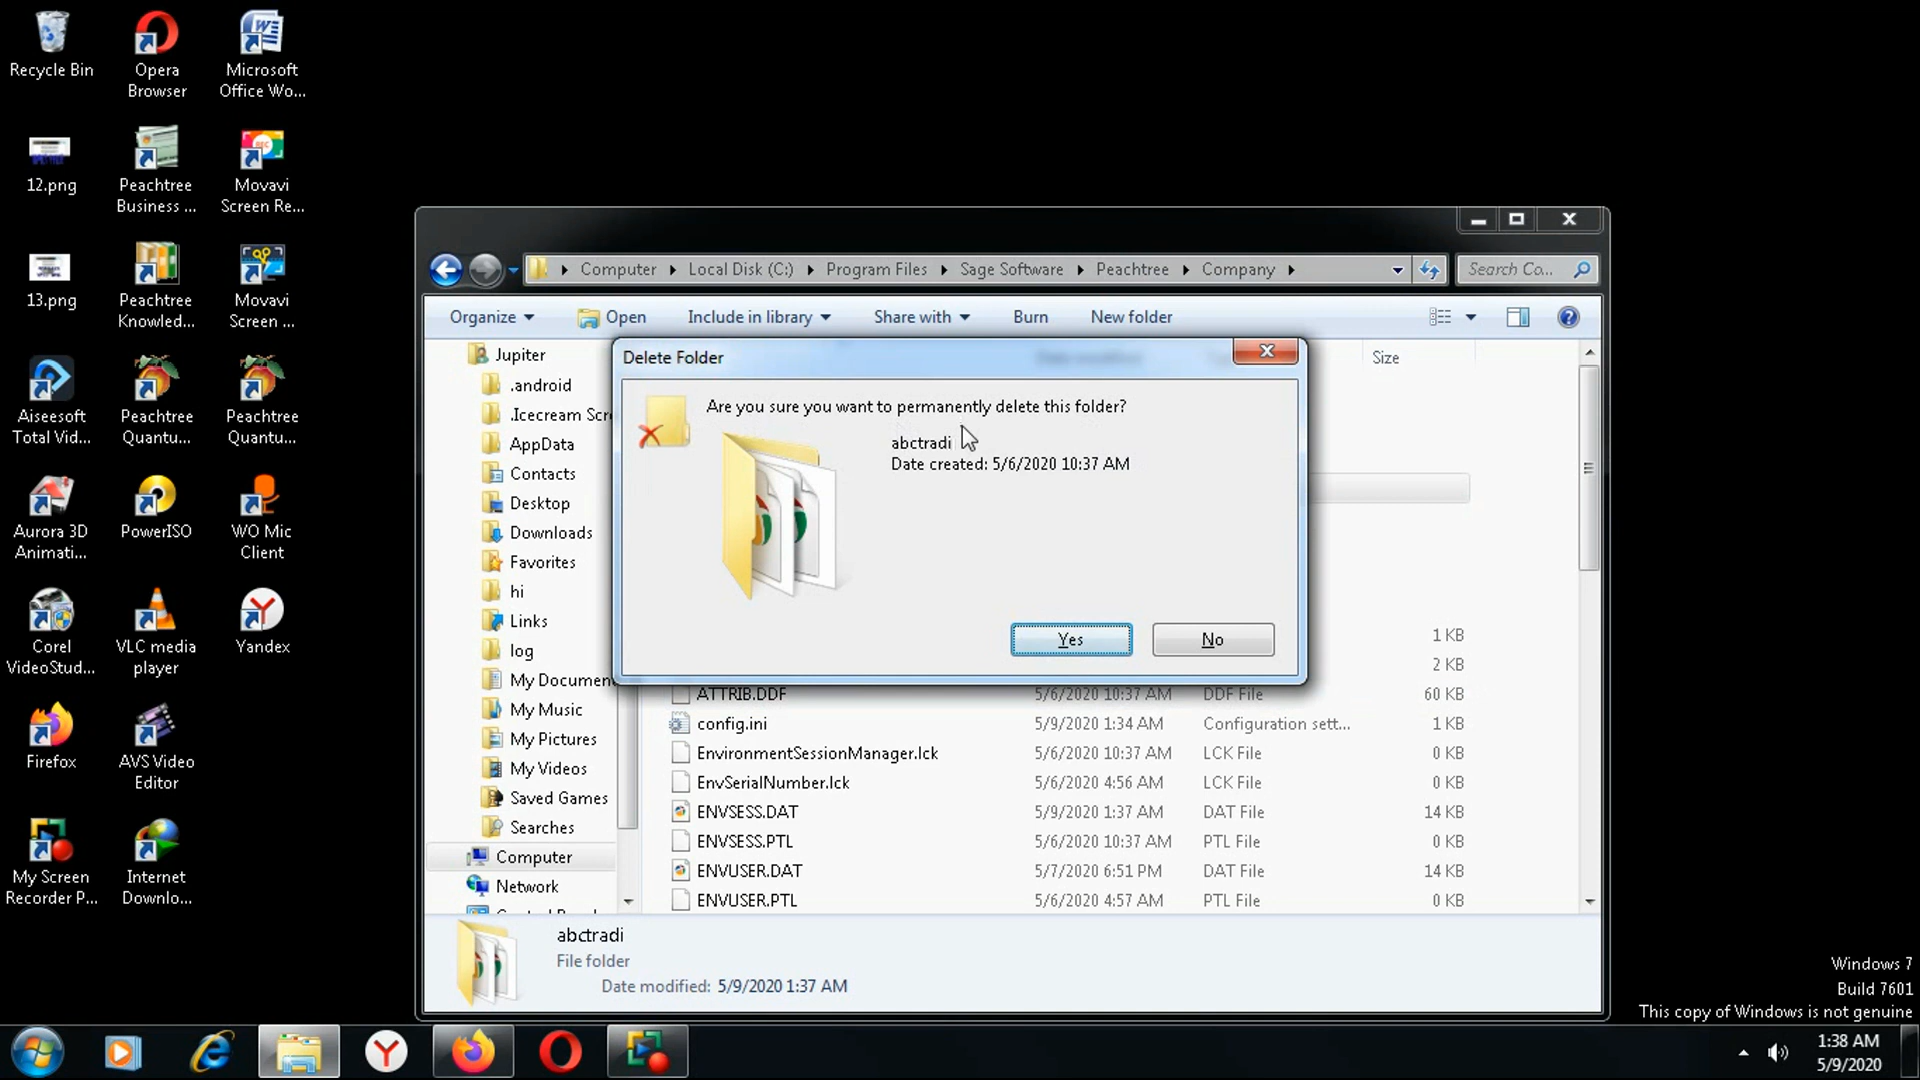 Recycle Bin
Opera
Browser
Microsoft
Office Wo...
12.png
Peachtree
Business ...
Movavi
Screen Re...
13.png
Peachtree
Knowled...
Movavi
Screen ...
Aiseesoft
Total Vid...
Peachtree
Quantu...
Peachtree
Quantu...
Aurora 3D
Animati...
PowerISO
WO Mic
Client
Corel
VideoStud...
VLC media
player
Yandex
Firefox
AVS Video
Editor
My Screen
Recorder P...
Internet
Downlo...
Computer Local Disk (C:) Program Files Sage Software Peachtree Company
Search Co...
Organize Open Include in library Share with Burn New folder
Jupiter
.android
.Icecream Scr
AppData
Contacts
Desktop
Downloads
Favorites
hi
Links
log
My Documen
My Music
My Pictures
My Videos
Saved Games
Searches
Computer
Network
Size
Delete Folder
Are you sure you want to permanently delete this folder?
abctradi
Date created: 5/6/2020 10:37 AM
Yes No
1 KB
2 KB
ATTRIB.DDF 5/6/2020 10:37 AM DDF File 60 KB
config.ini 5/9/2020 1:34 AM Configuration sett... 1 KB
EnvironmentSessionManager.lck 5/6/2020 10:37 AM LCK File 0 KB
EnvSerialNumber.lck 5/6/2020 4:56 AM LCK File 0 KB
ENVSESS.DAT 5/9/2020 1:37 AM DAT File 14 KB
ENVSESS.PTL 5/6/2020 10:37 AM PTL File 0 KB
ENVUSER.DAT 5/7/2020 6:51 PM DAT File 14 KB
ENVUSER.PTL 5/6/2020 4:57 AM PTL File 0 KB
abctradi
File folder
Date modified: 5/9/2020 1:37 AM
Windows 7
Build 7601
This copy of Windows is not genuine
1:38 AM
5/9/2020